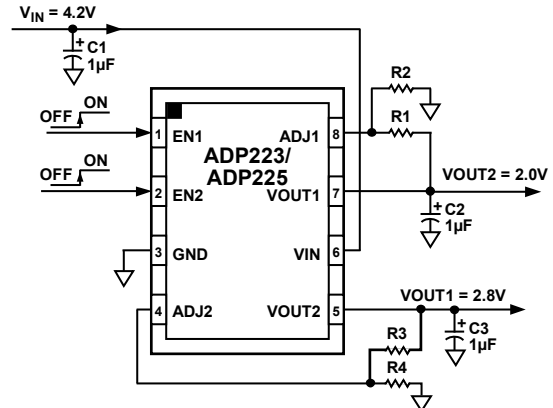 VIN = 4.2V
C1
1µF
OFF ON
OFF ON
1 EN1
2 EN2
3 GND
4 ADJ2
ADP223/
ADP225
ADJ1 8
VOUT1 7
VIN 6
VOUT2 5
R2
R1
VOUT2 = 2.0V
C2
1µF
VOUT1 = 2.8V
C3
1µF
R3
R4